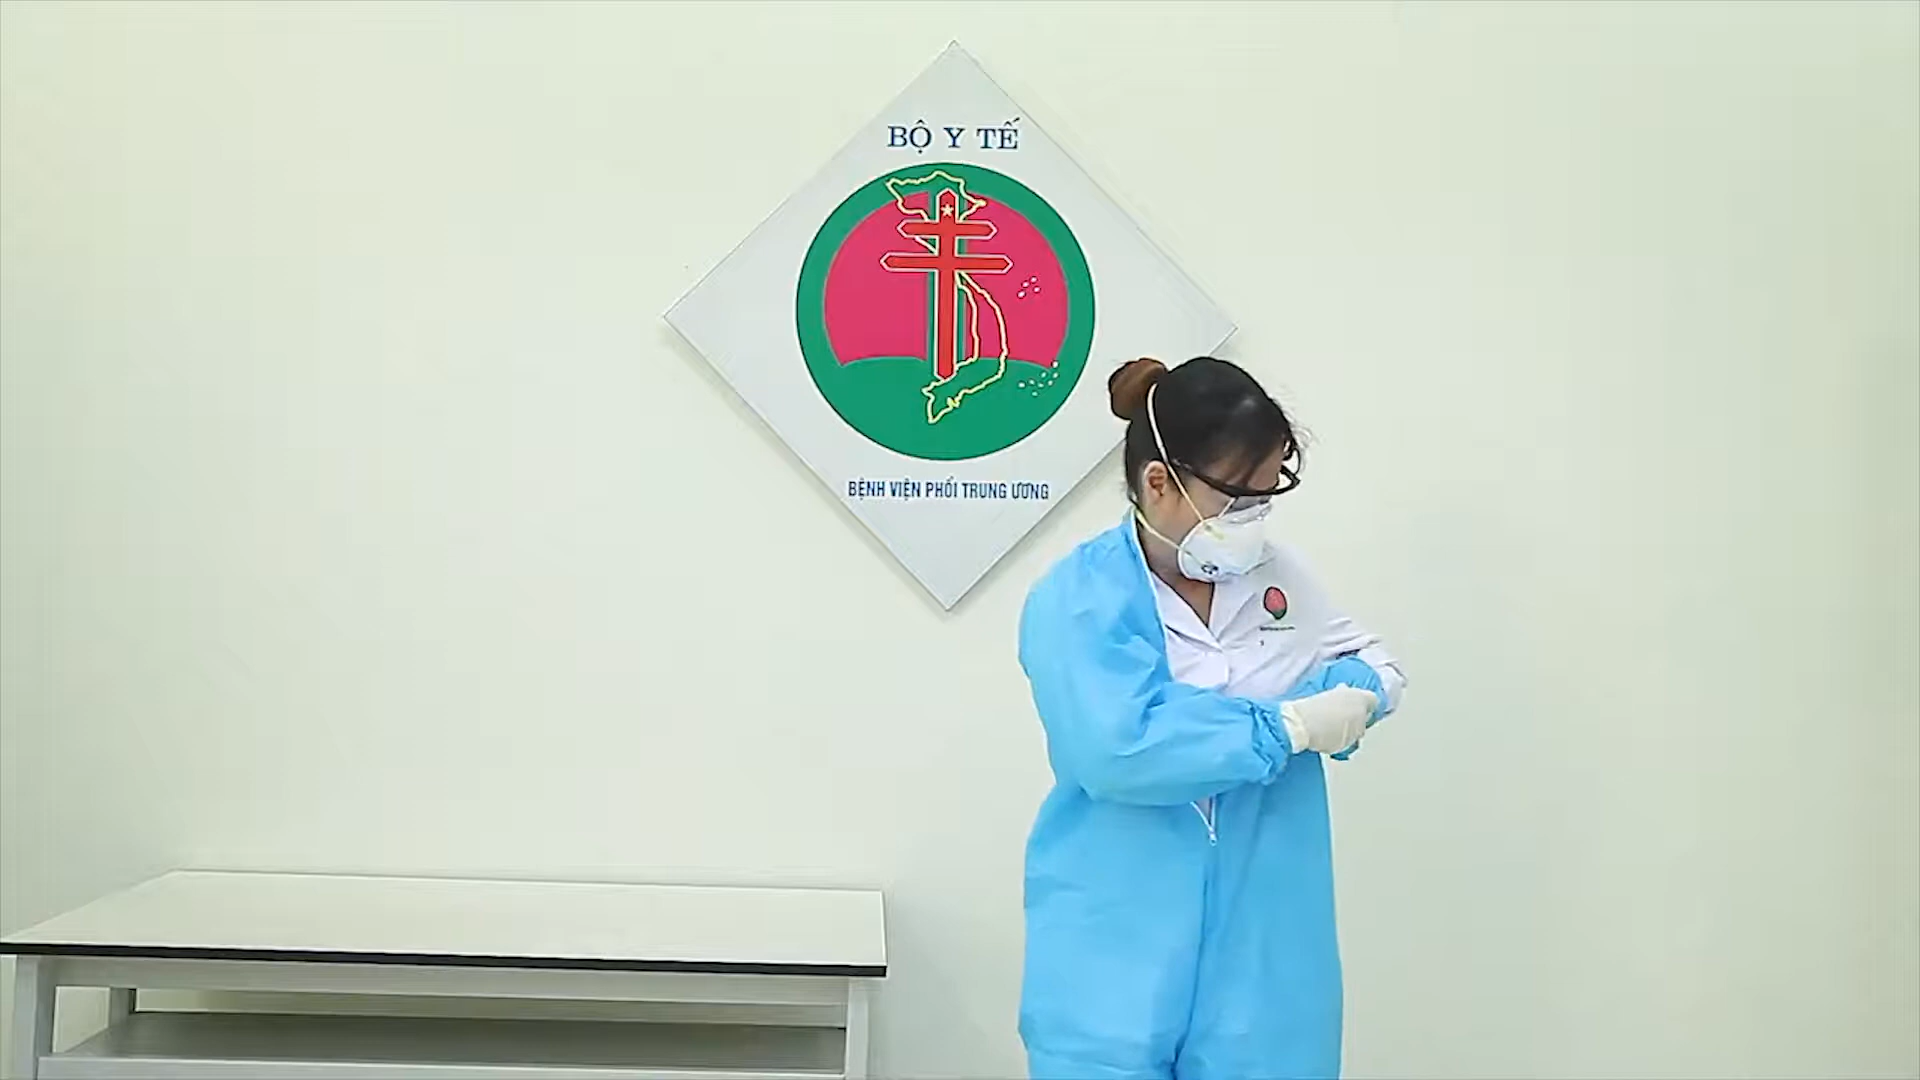 BỘ Y TẾ
BỆNH VIỆN PHỔI TRUNG ƯƠNG